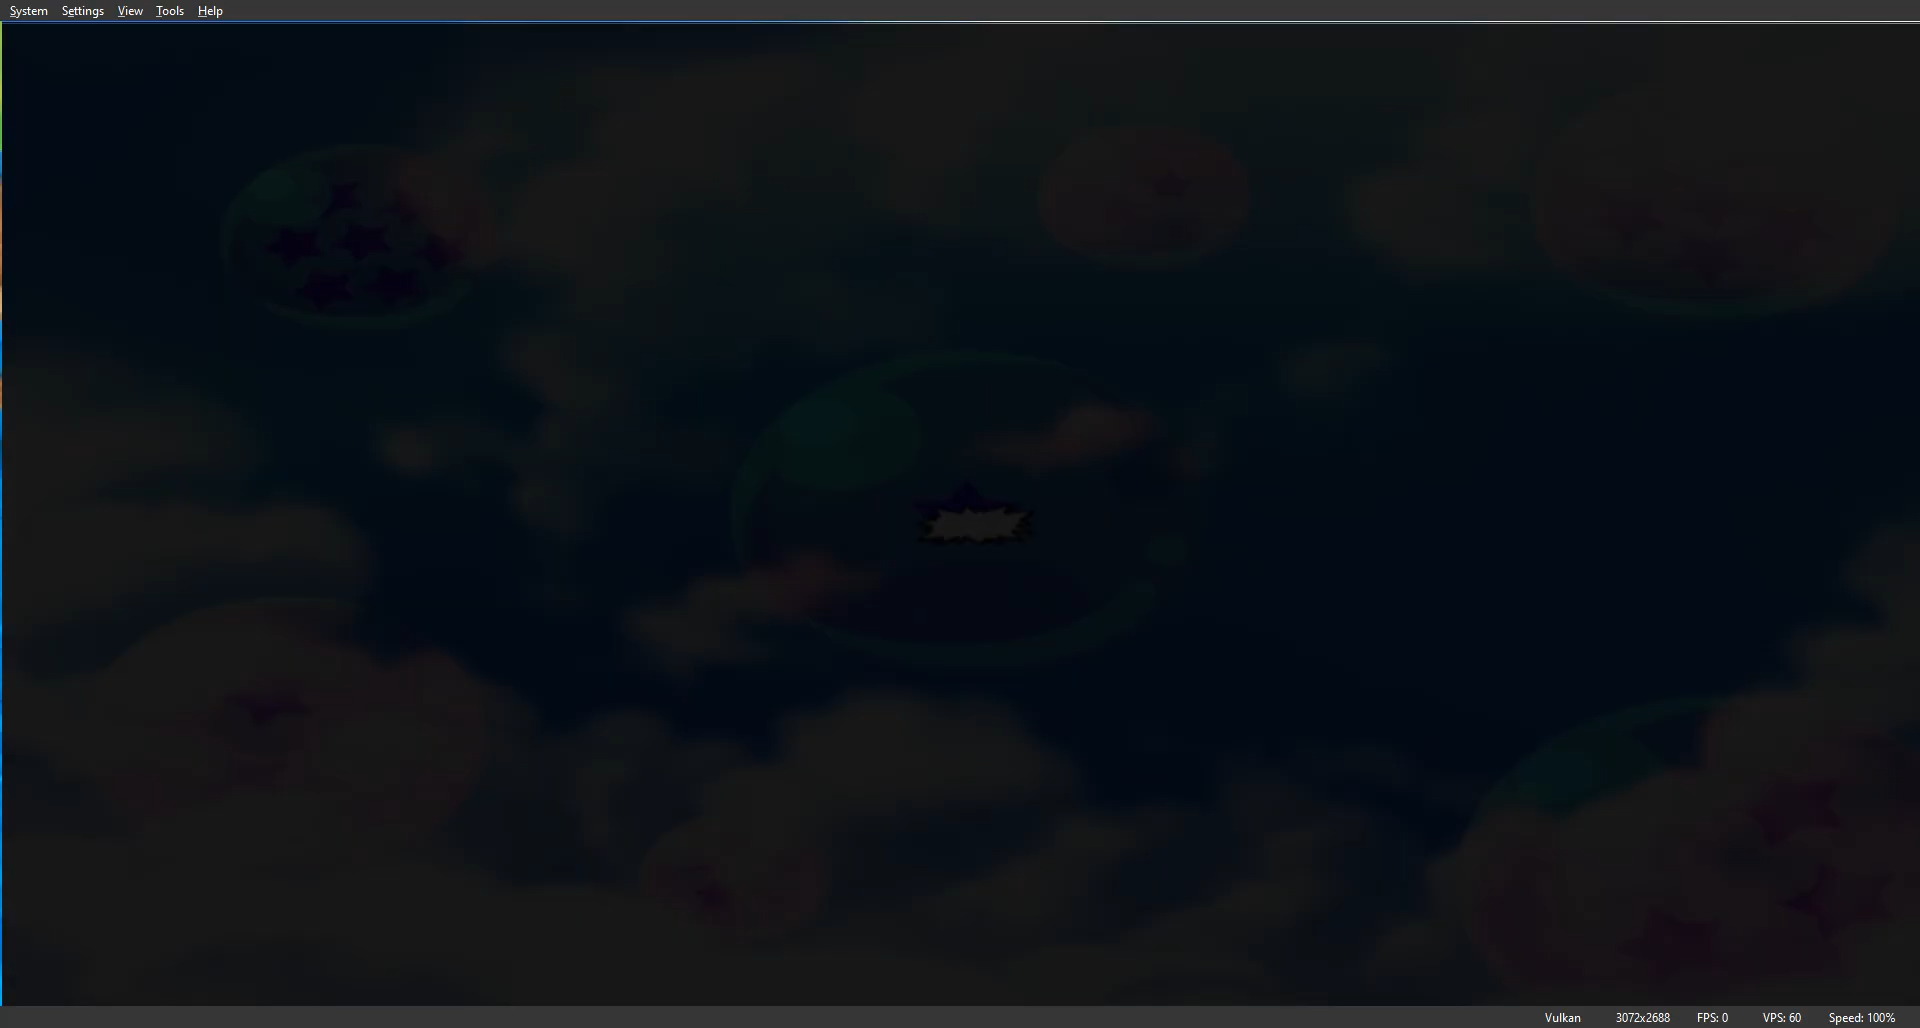 System Settings View Tools Help
Vulkan 3072x2688 FPS: 0 VPS: 60 Speed: 100%